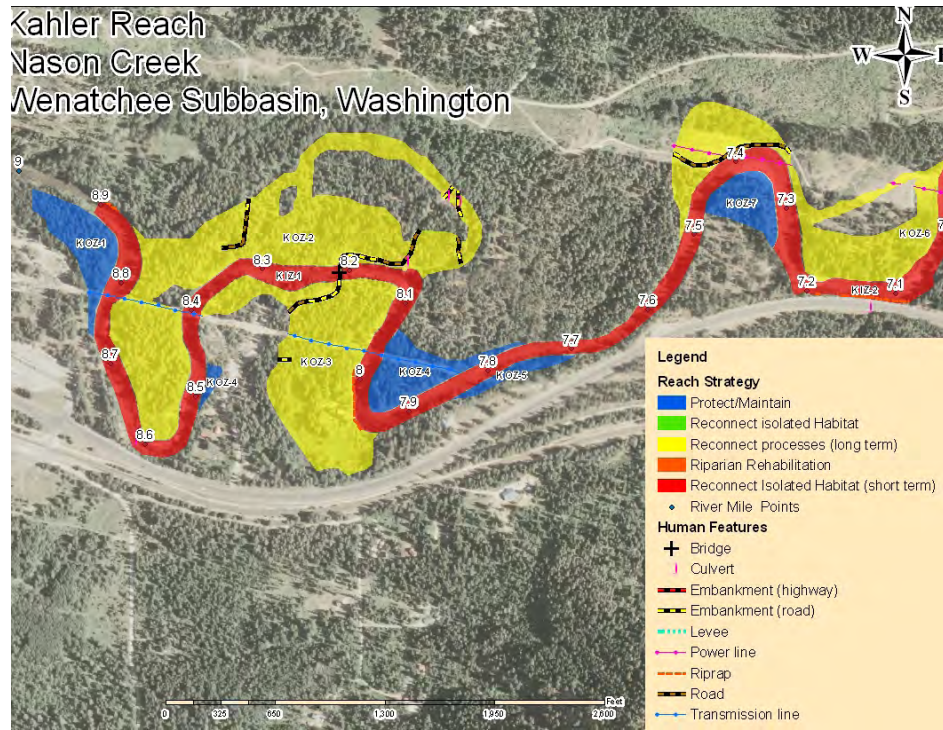 Kahler Reach
Nason Creek
Wenatchee Subbasin, Washington
N
W
E
S
9
8.9
K OZ-1
8.8
8.7
8.6
8.5
K OZ-4
8.4
8.3
K OZ-2
K IZ-1
8.2
8.1
K OZ-3
8
K OZ-4
7.9
7.8
K OZ-5
7.7
7.6
7.5
7.4
K OZ-7
7.3
7.2
K IZ-2
7.1
K OZ-6
7
Legend
Reach Strategy
Protect/Maintain
Reconnect isolated Habitat
Reconnect processes (long term)
Riparian Rehabilitation
Reconnect Isolated Habitat (short term)
River Mile Points
Human Features
Bridge
Culvert
Embankment (highway)
Embankment (road)
Levee
Power line
Riprap
Road
Transmission line
Feet
0 325 650 1,300 1,950 2,600